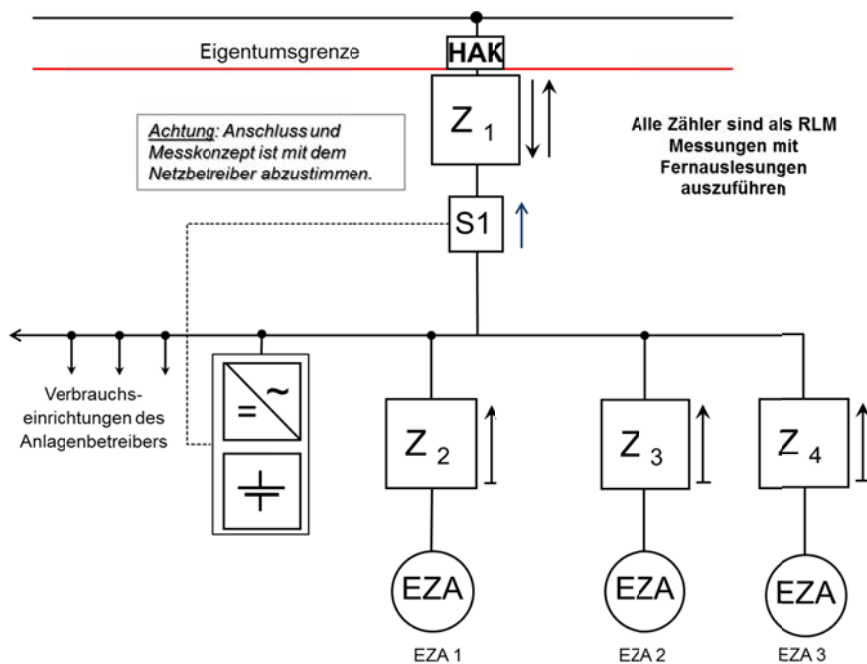 Eigentumsgrenze
HAK
Z 1
Achtung: Anschluss und
Messkonzept ist mit dem
Netzbetreiber abzustimmen.
Alle Zähler sind als RLM
Messungen mit
Fernauslesungen
auszuführen
S1
Verbrauchs-
einrichtungen des
Anlagenbetreibers
= ~
Z 2
Z 3
Z 4
EZA
EZA
EZA
EZA 1
EZA 2
EZA 3